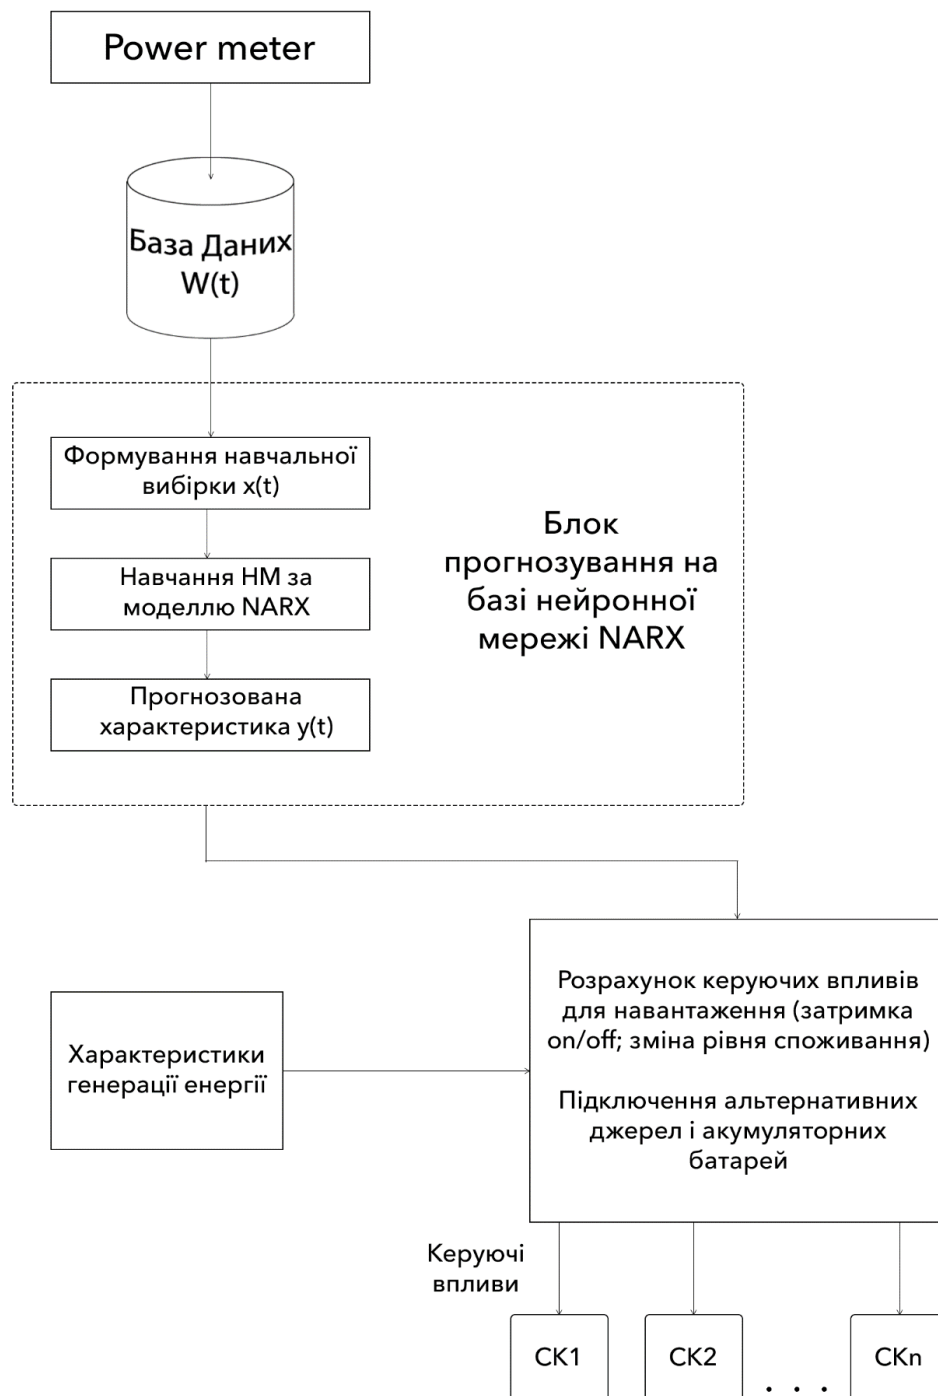 Power meter
База Даних
W(t)
Формування навчальної
вибірки x(t)
Навчання НМ за
моделлю NARX
Прогнозована
характеристика y(t)
Блок
прогнозування на
базі нейронної
мережі NARX
Розрахунок керуючих впливів
для навантаження (затримка
on/off; зміна рівня споживання)
Підключення альтернативних
джерел і акумуляторних
батарей
Характеристики
генерації енергії
Керуючі
впливи
СК1
СК2
. . .
СКn